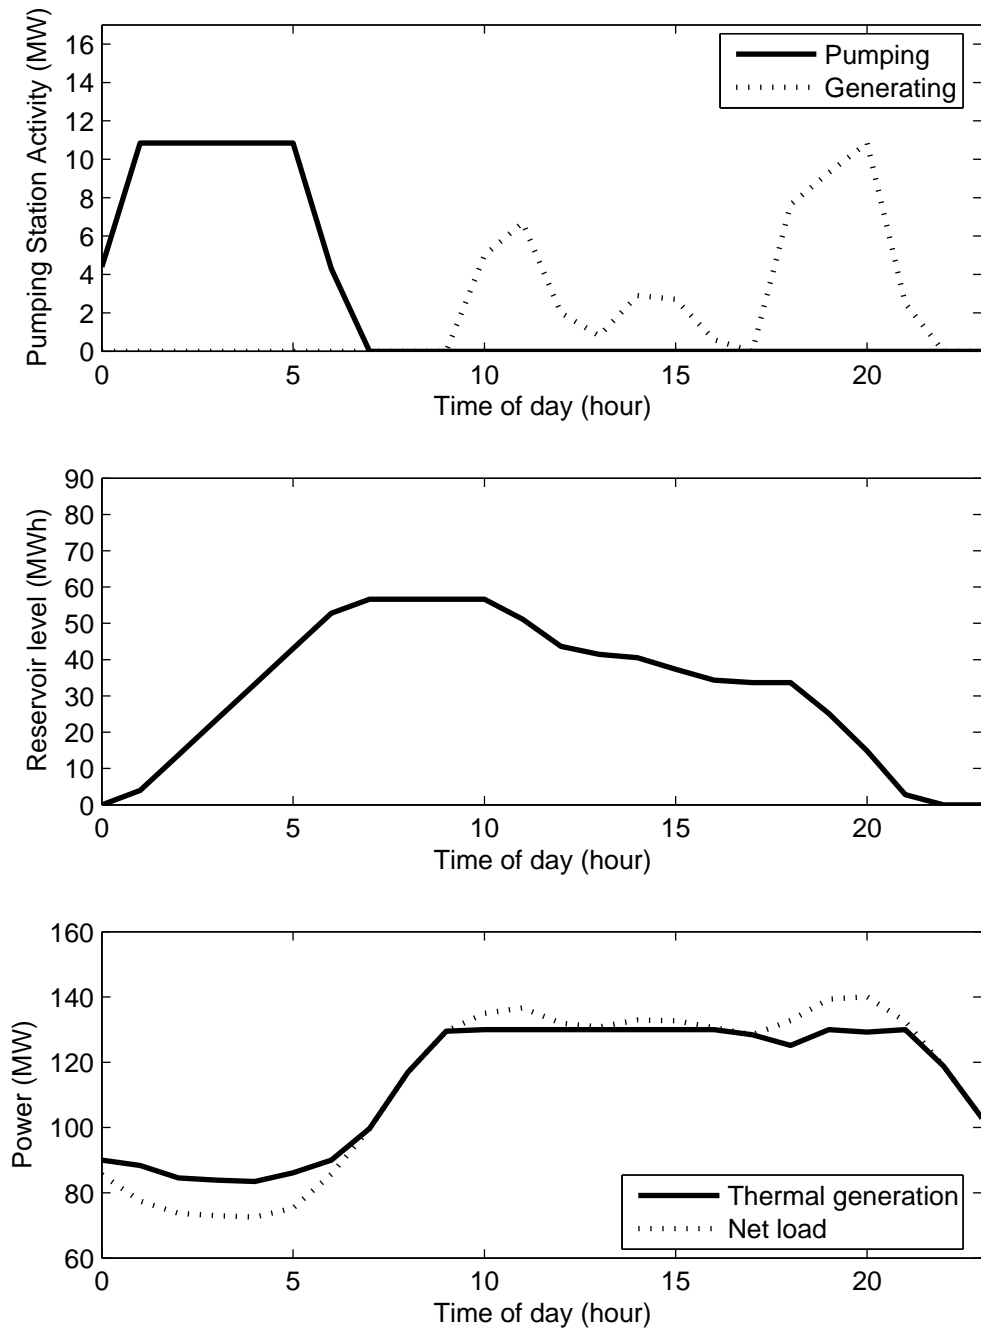 Pumping Station Activity (MW)
16
14
12
10
8
6
4
2
0
Pumping
Generating
0 5 10 15 20
Time of day (hour)
Reservoir level (MWh)
90
80
70
60
50
40
30
20
10
0
0 5 10 15 20
Time of day (hour)
Power (MW)
160
140
120
100
80
60
Thermal generation
Net load
0 5 10 15 20
Time of day (hour)